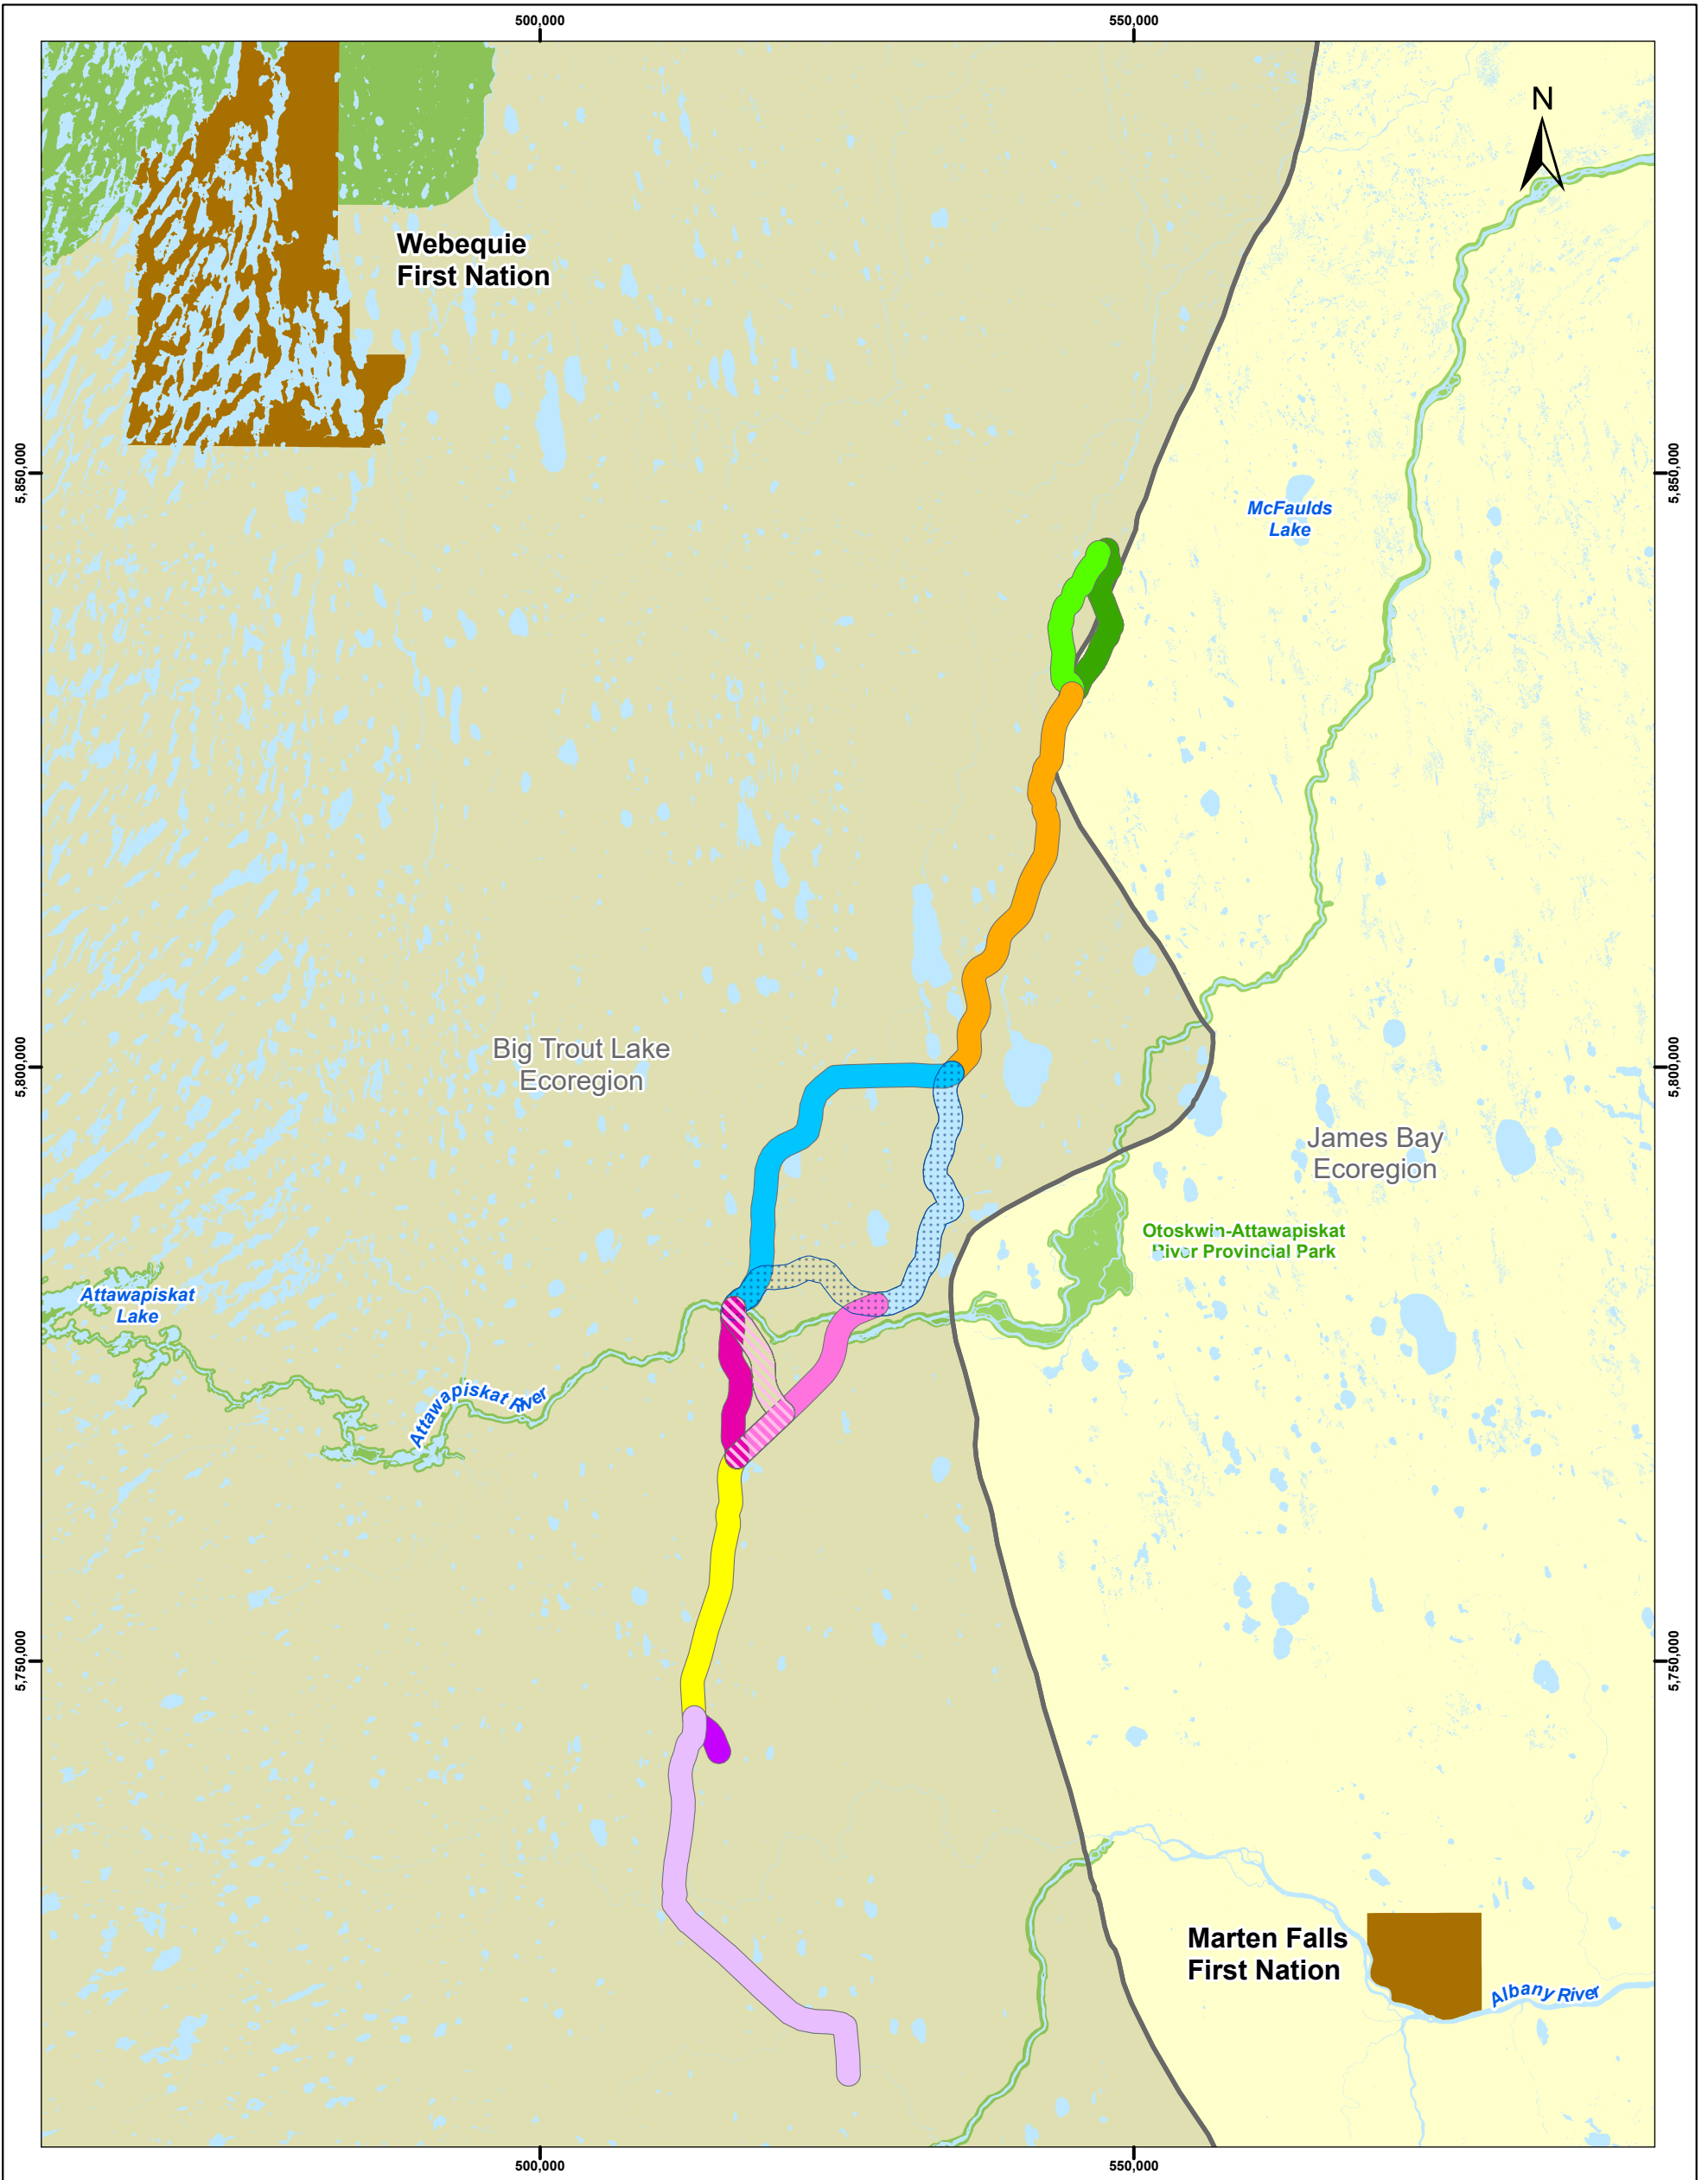 500,000
550,000
N
Webequie
First Nation
5,850,000
5,850,000
McFaulds
Lake
Big Trout Lake
Ecoregion
5,800,000
5,800,000
James Bay
Ecoregion
Otoskwin-Attawapiskat
River Provincial Park
Attawapiskat
Lake
Attawapiskat River
5,750,000
5,750,000
Marten Falls
First Nation
Albany River
500,000
550,000